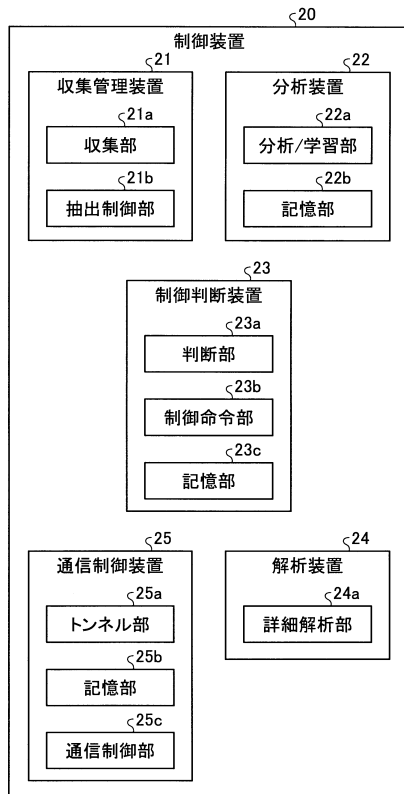 20
制御装置
21
収集管理装置
21a
収集部
21b
抽出制御部
22
分析装置
22a
分析/学習部
22b
記憶部
23
制御判断装置
23a
判断部
23b
制御命令部
23c
記憶部
25
通信制御装置
25a
トンネル部
25b
記憶部
25c
通信制御部
24
解析装置
24a
詳細解析部